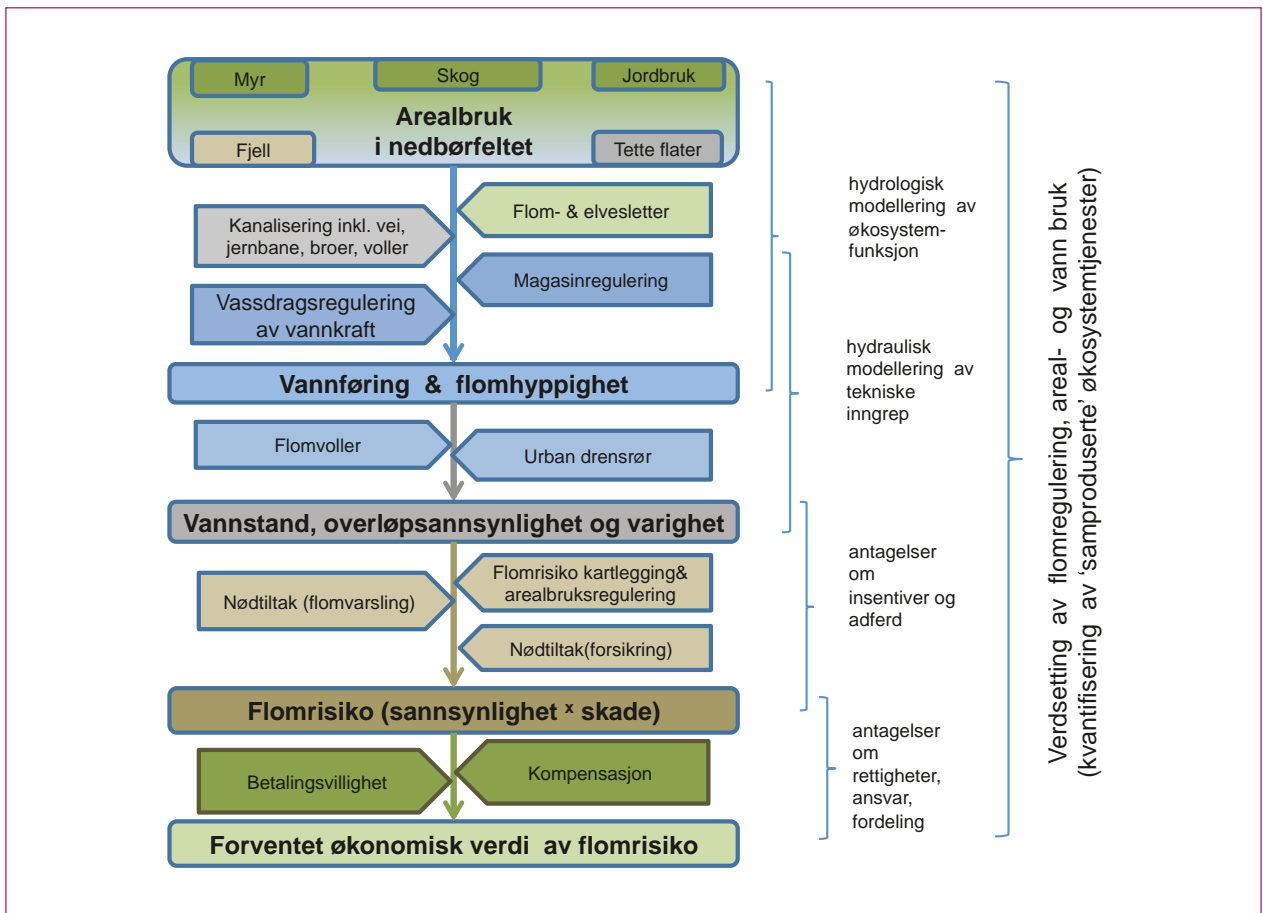 Myr
Skog
Jordbruk
Arealbruk
i nedbørfeltet
Fjell
Tette flater
Kanalisering inkl. vei,
jernbane, broer, voller
Flom- & elvesletter
Magasinregulering
Vassdragsregulering
av vannkraft
Vannføring & flomhyppighet
Flomvoller
Urban drensrør
Vannstand, overløpsannsynlighet og varighet
Nødtiltak (flomvarsling)
Flomrisiko kartlegging&
arealbruksregulering
Nødtiltak(forsikring)
Flomrisiko (sannsynlighet x skade)
Betalingsvillighet
Kompensasjon
Forventet økonomisk verdi av flomrisiko
hydrologisk
modellering av
økosystem-
funksjon
hydraulisk
modellering av
tekniske
inngrep
antagelser
om
insentiver og
adferd
antagelser
om
rettigheter,
ansvar,
fordeling
Verdsetting av flomregulering, areal- og vann bruk
(kvantifisering av ‘samproduserte’ økosystemtjenester)